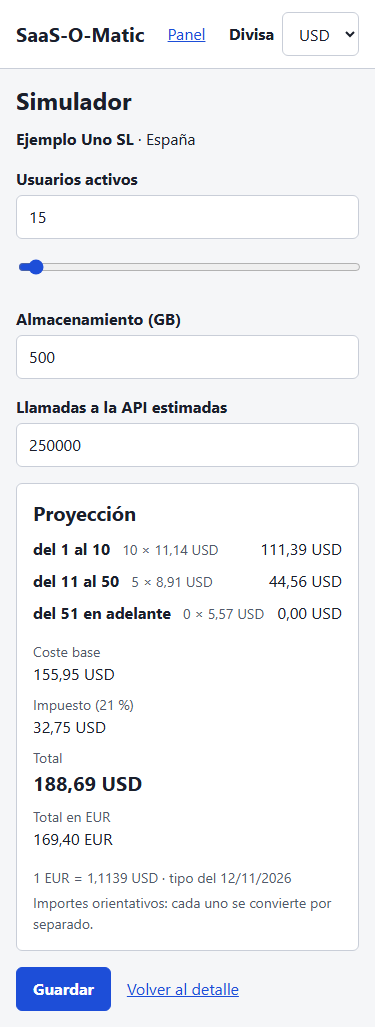 SaaS-O-Matic Panel Divisa USD
Simulador
Ejemplo Uno SL · España
Usuarios activos
15
Almacenamiento (GB)
500
Llamadas a la API estimadas
250000
Proyección
del 1 al 10 10 × 11,14 USD 111,39 USD
del 11 al 50 5 × 8,91 USD 44,56 USD
del 51 en adelante 0 × 5,57 USD 0,00 USD
Coste base
155,95 USD
Impuesto (21 %)
32,75 USD
Total
188,69 USD
Total en EUR
169,40 EUR
1 EUR = 1,1139 USD · tipo del 12/11/2026
Importes orientativos: cada uno se convierte por
separado.
Guardar Volver al detalle